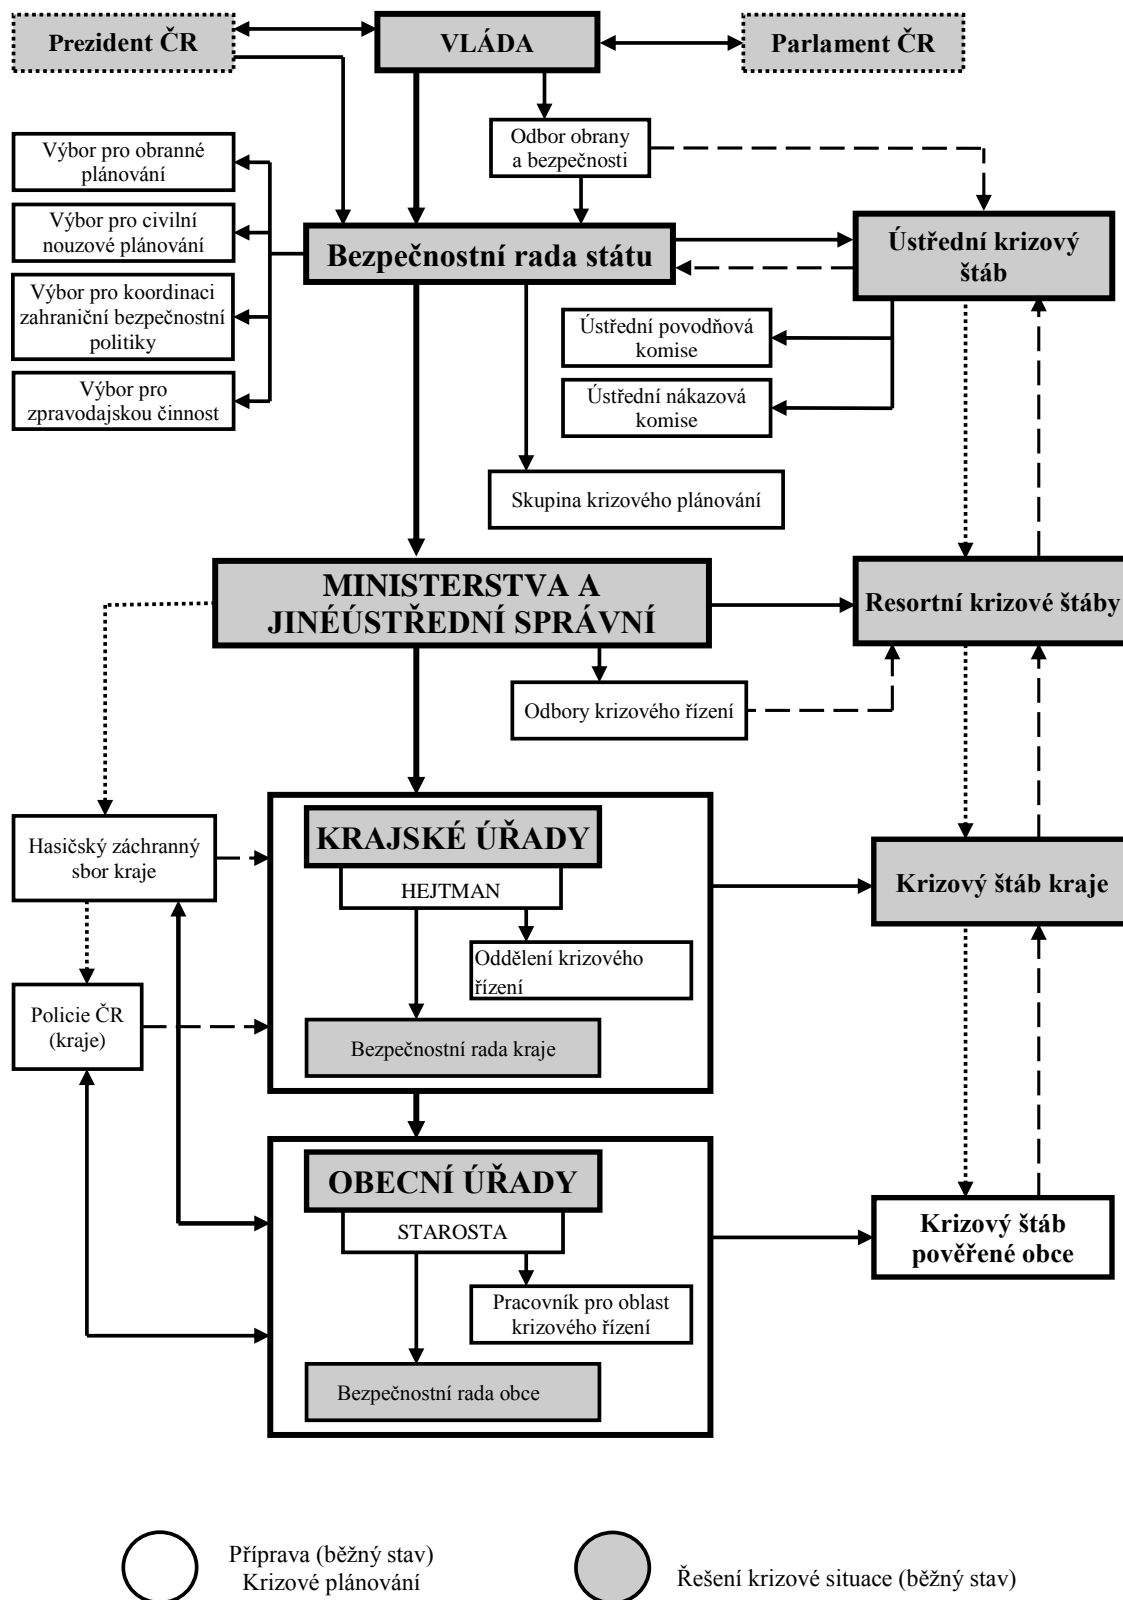 Prezident ČR
VLÁDA
Parlament ČR
Odbor obrany
a bezpečnosti
Výbor pro obranné
plánování
Výbor pro civilní
nouzové plánování
Výbor pro koordinaci
zahraniční bezpečnostní
politiky
Výbor pro
zpravodajskou činnost
Bezpečnostní rada státu
Ústřední krizový
štáb
Ústřední povodňová
komise
Ústřední nákazová
komise
Skupina krizového plánování
MINISTERSTVA A
JINÉÚSTŘEDNÍ SPRÁVNÍ
Resortní krizové štáby
Odbory krizového řízení
Hasičský záchranný
sbor kraje
KRAJSKÉ ÚŘADY
HEJTMAN
Oddělení krizového
řízení
Krizový štáb kraje
Policie ČR
(kraje)
Bezpečnostní rada kraje
OBECNÍ ÚŘADY
STAROSTA
Pracovník pro oblast
krizového řízení
Bezpečnostní rada obce
Krizový štáb
pověřené obce
Příprava (běžný stav)
Krizové plánování
Řešení krizové situace (běžný stav)